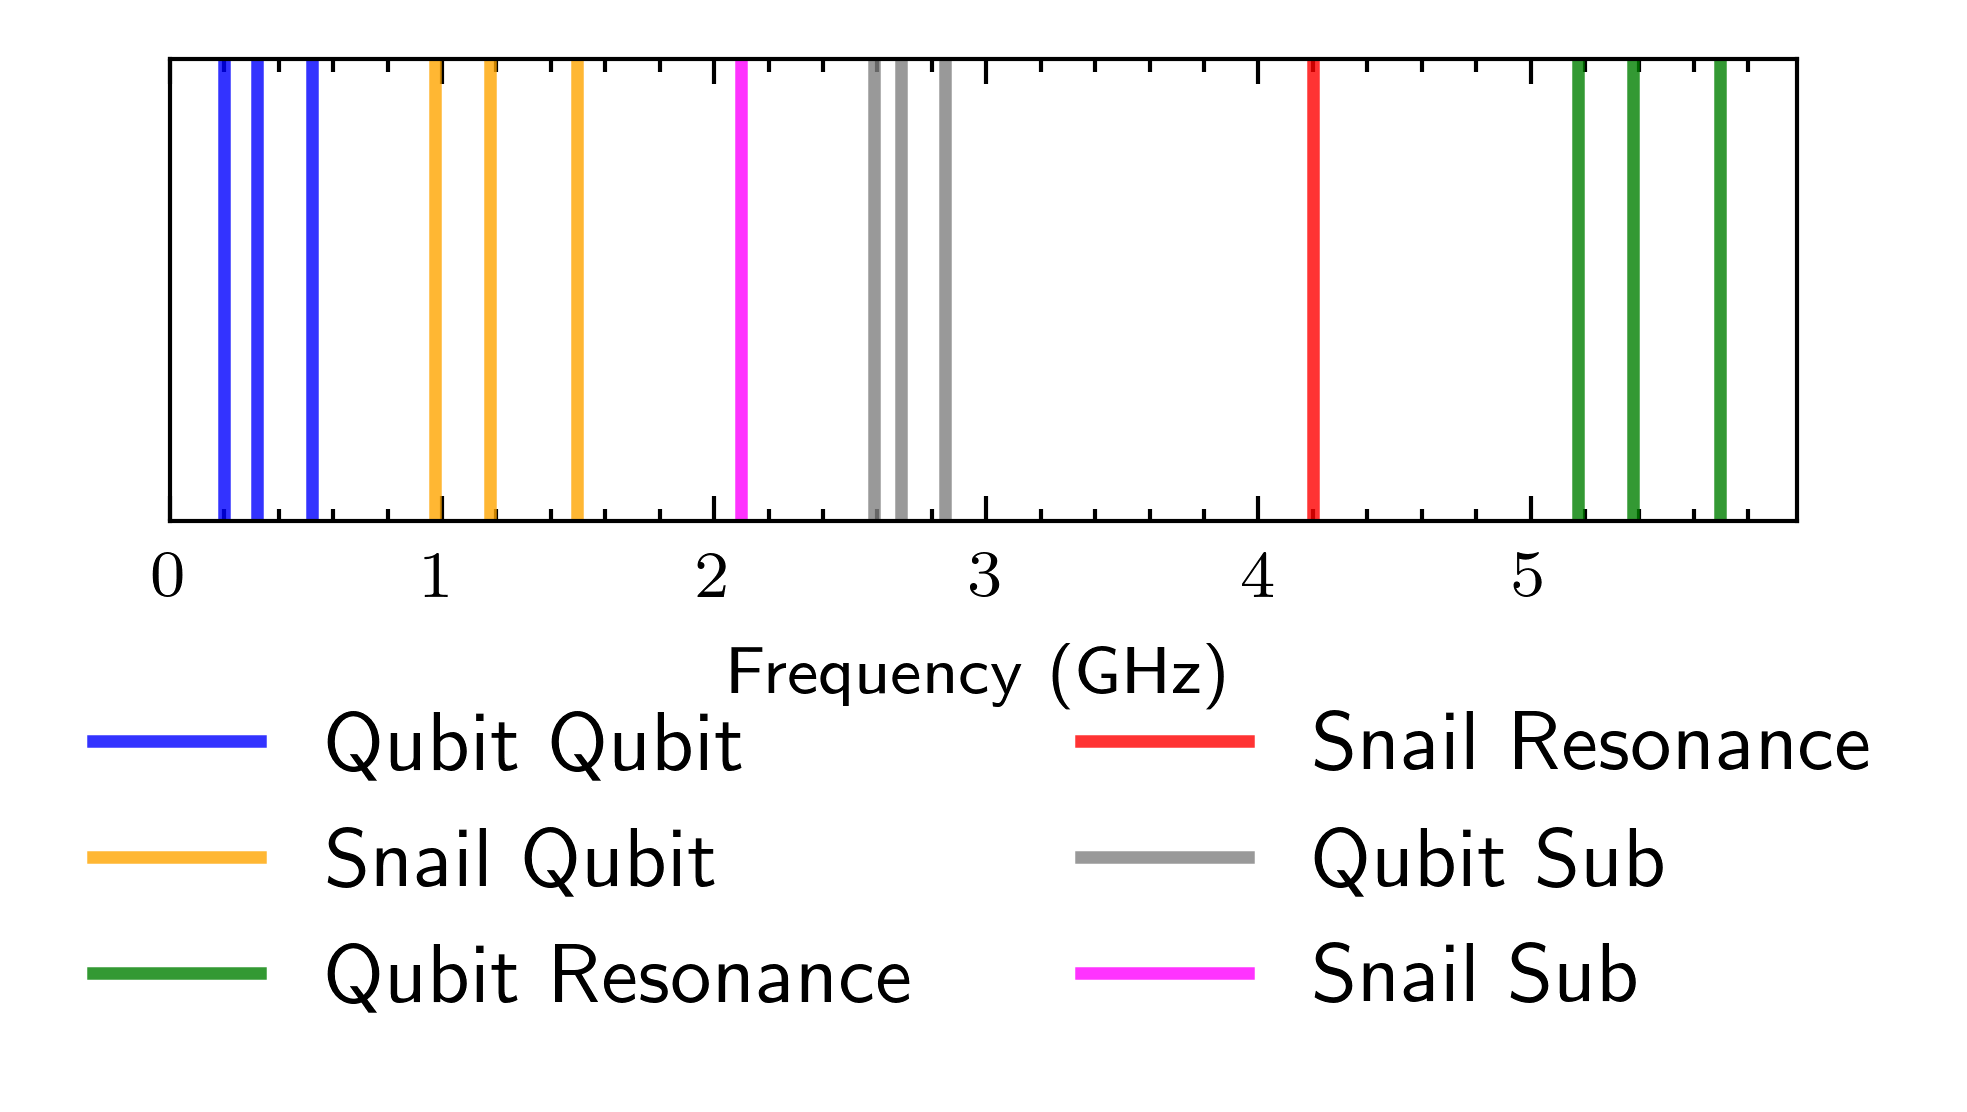 0 1 2 3 4 5
Frequency (GHz)
Qubit Qubit
Snail Qubit
Qubit Resonance
Snail Resonance
Qubit Sub
Snail Sub